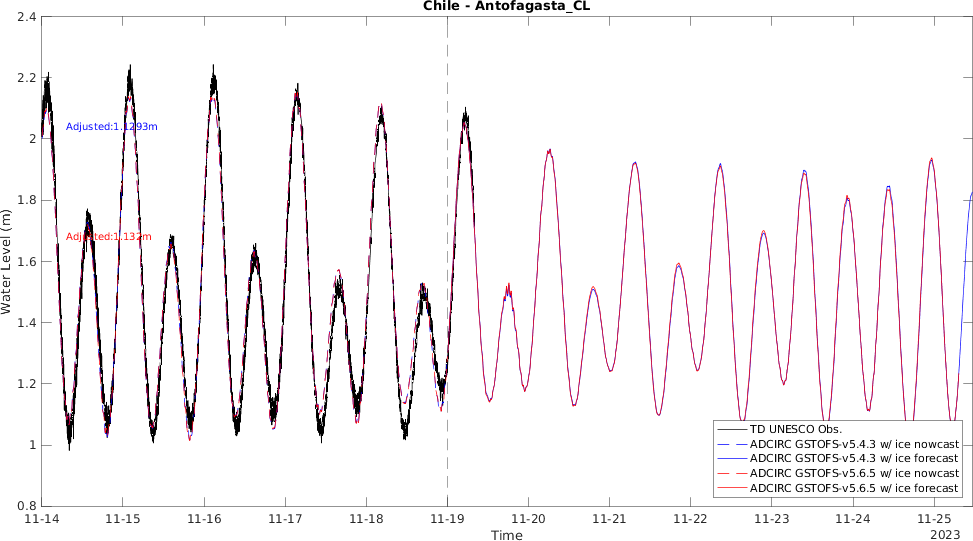 Chile - Antofagasta_CL
2.4
2.2
2
1.8
1.6
1.4
1.2
1
0.8
Water Level (m)
Adjusted:1.1293m
Adjusted:1.132m
TD UNESCO Obs.
ADCIRC GSTOFS-v5.4.3 w/ ice nowcast
ADCIRC GSTOFS-v5.4.3 w/ ice forecast
ADCIRC GSTOFS-v5.6.5 w/ ice nowcast
ADCIRC GSTOFS-v5.6.5 w/ ice forecast
11-14 11-15 11-16 11-17 11-18 11-19 11-20 11-21 11-22 11-23 11-24 11-25
Time
2023